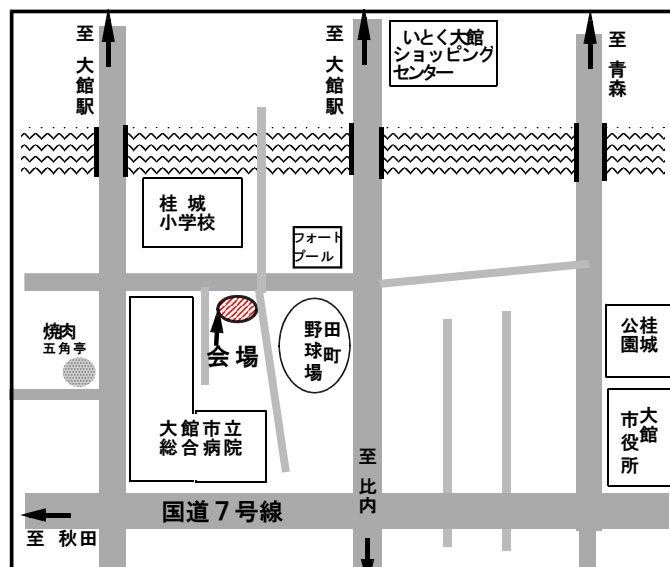 至 大館駅
至 大館駅
いとく大館
ショッピング
センター
至 青森
桂 城
小学校
フォート
プール
焼肉
五角亭
会場
野球場
田町
桂城
公園
大館
市役所
大館市立
総合病院
至 比内
国道7号線
至 秋田